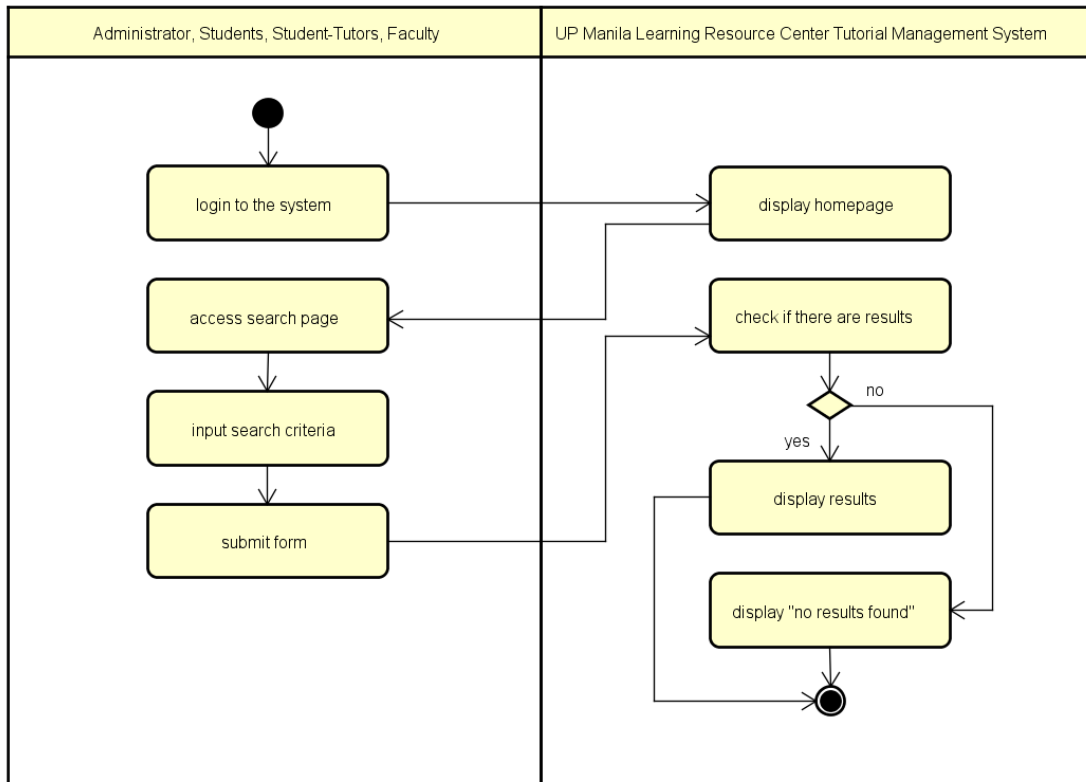 Administrator, Students, Student-Tutors, Faculty
UP Manila Learning Resource Center Tutorial Management System
login to the system
display homepage
access search page
check if there are results
no
input search criteria
yes
display results
submit form
display "no results found"